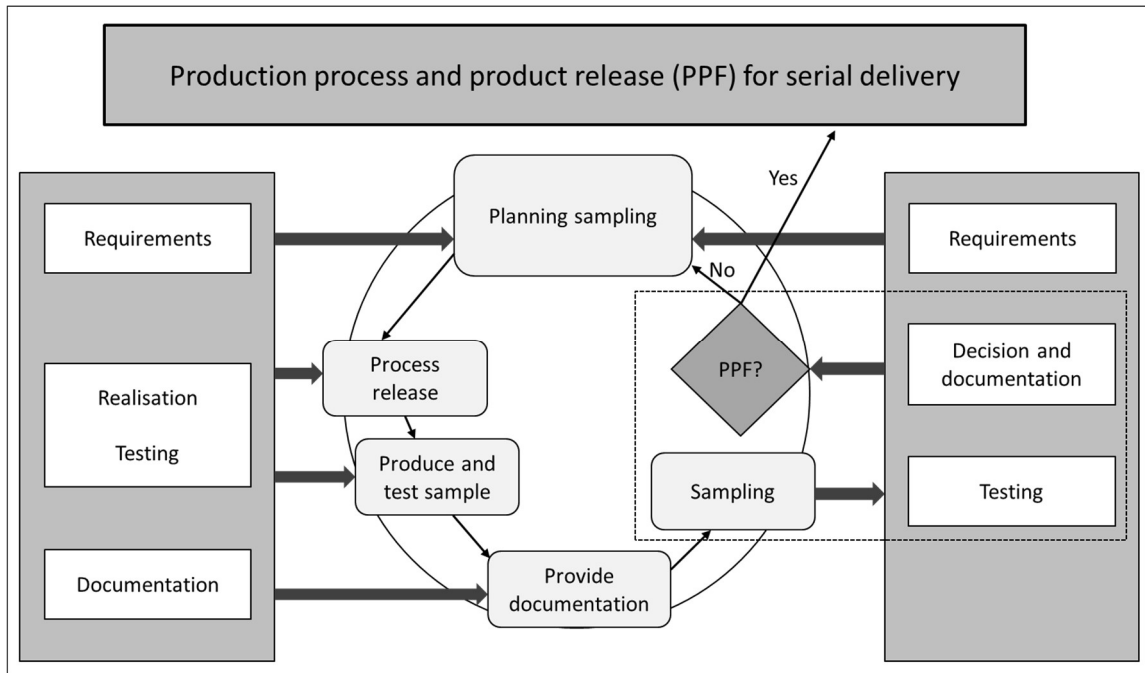 Production process and product release (PPF) for serial delivery
Yes
Planning sampling
Requirements
Requirements
No
Process
release
PPF?
Decision and
documentation
Realisation
Testing
Produce and
test sample
Sampling
Testing
Documentation
Provide
documentation